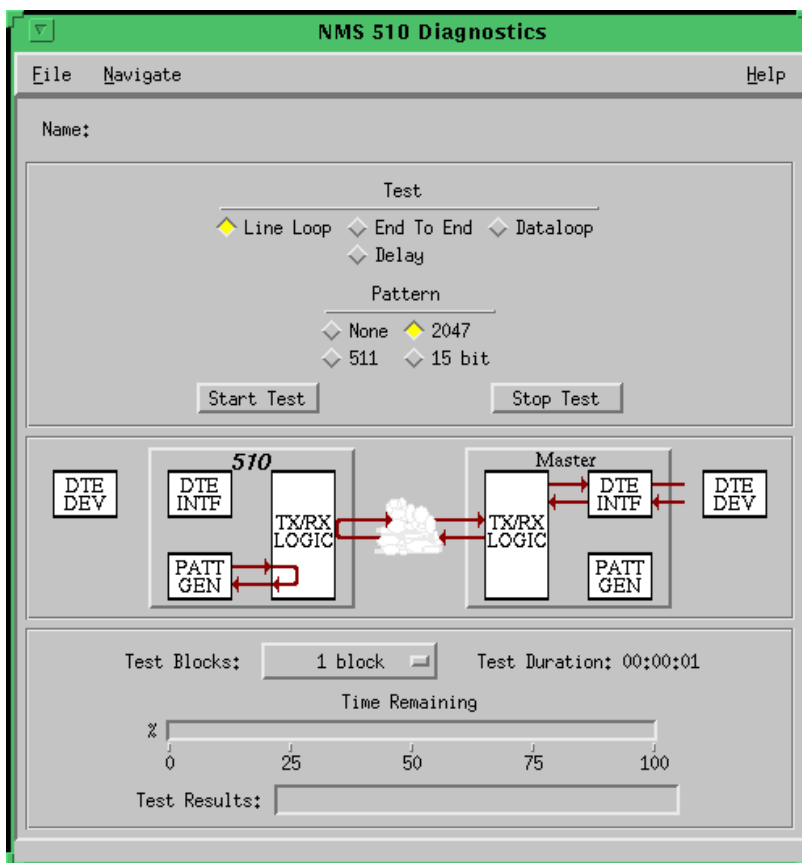 NMS 510 Diagnostics
File Navigate Help
Name:
Test
Line Loop End To End Dataloop
Delay
Pattern
None 2047
511 15 bit
Start Test Stop Test
510 Master
DTE DEV
DTE INTF
TX/RX LOGIC
PATT GEN
TX/RX LOGIC
DTE INTF
PATT GEN
DTE DEV
Test Blocks: 1 block Test Duration: 00:00:01
Time Remaining
%
0 25 50 75 100
Test Results: